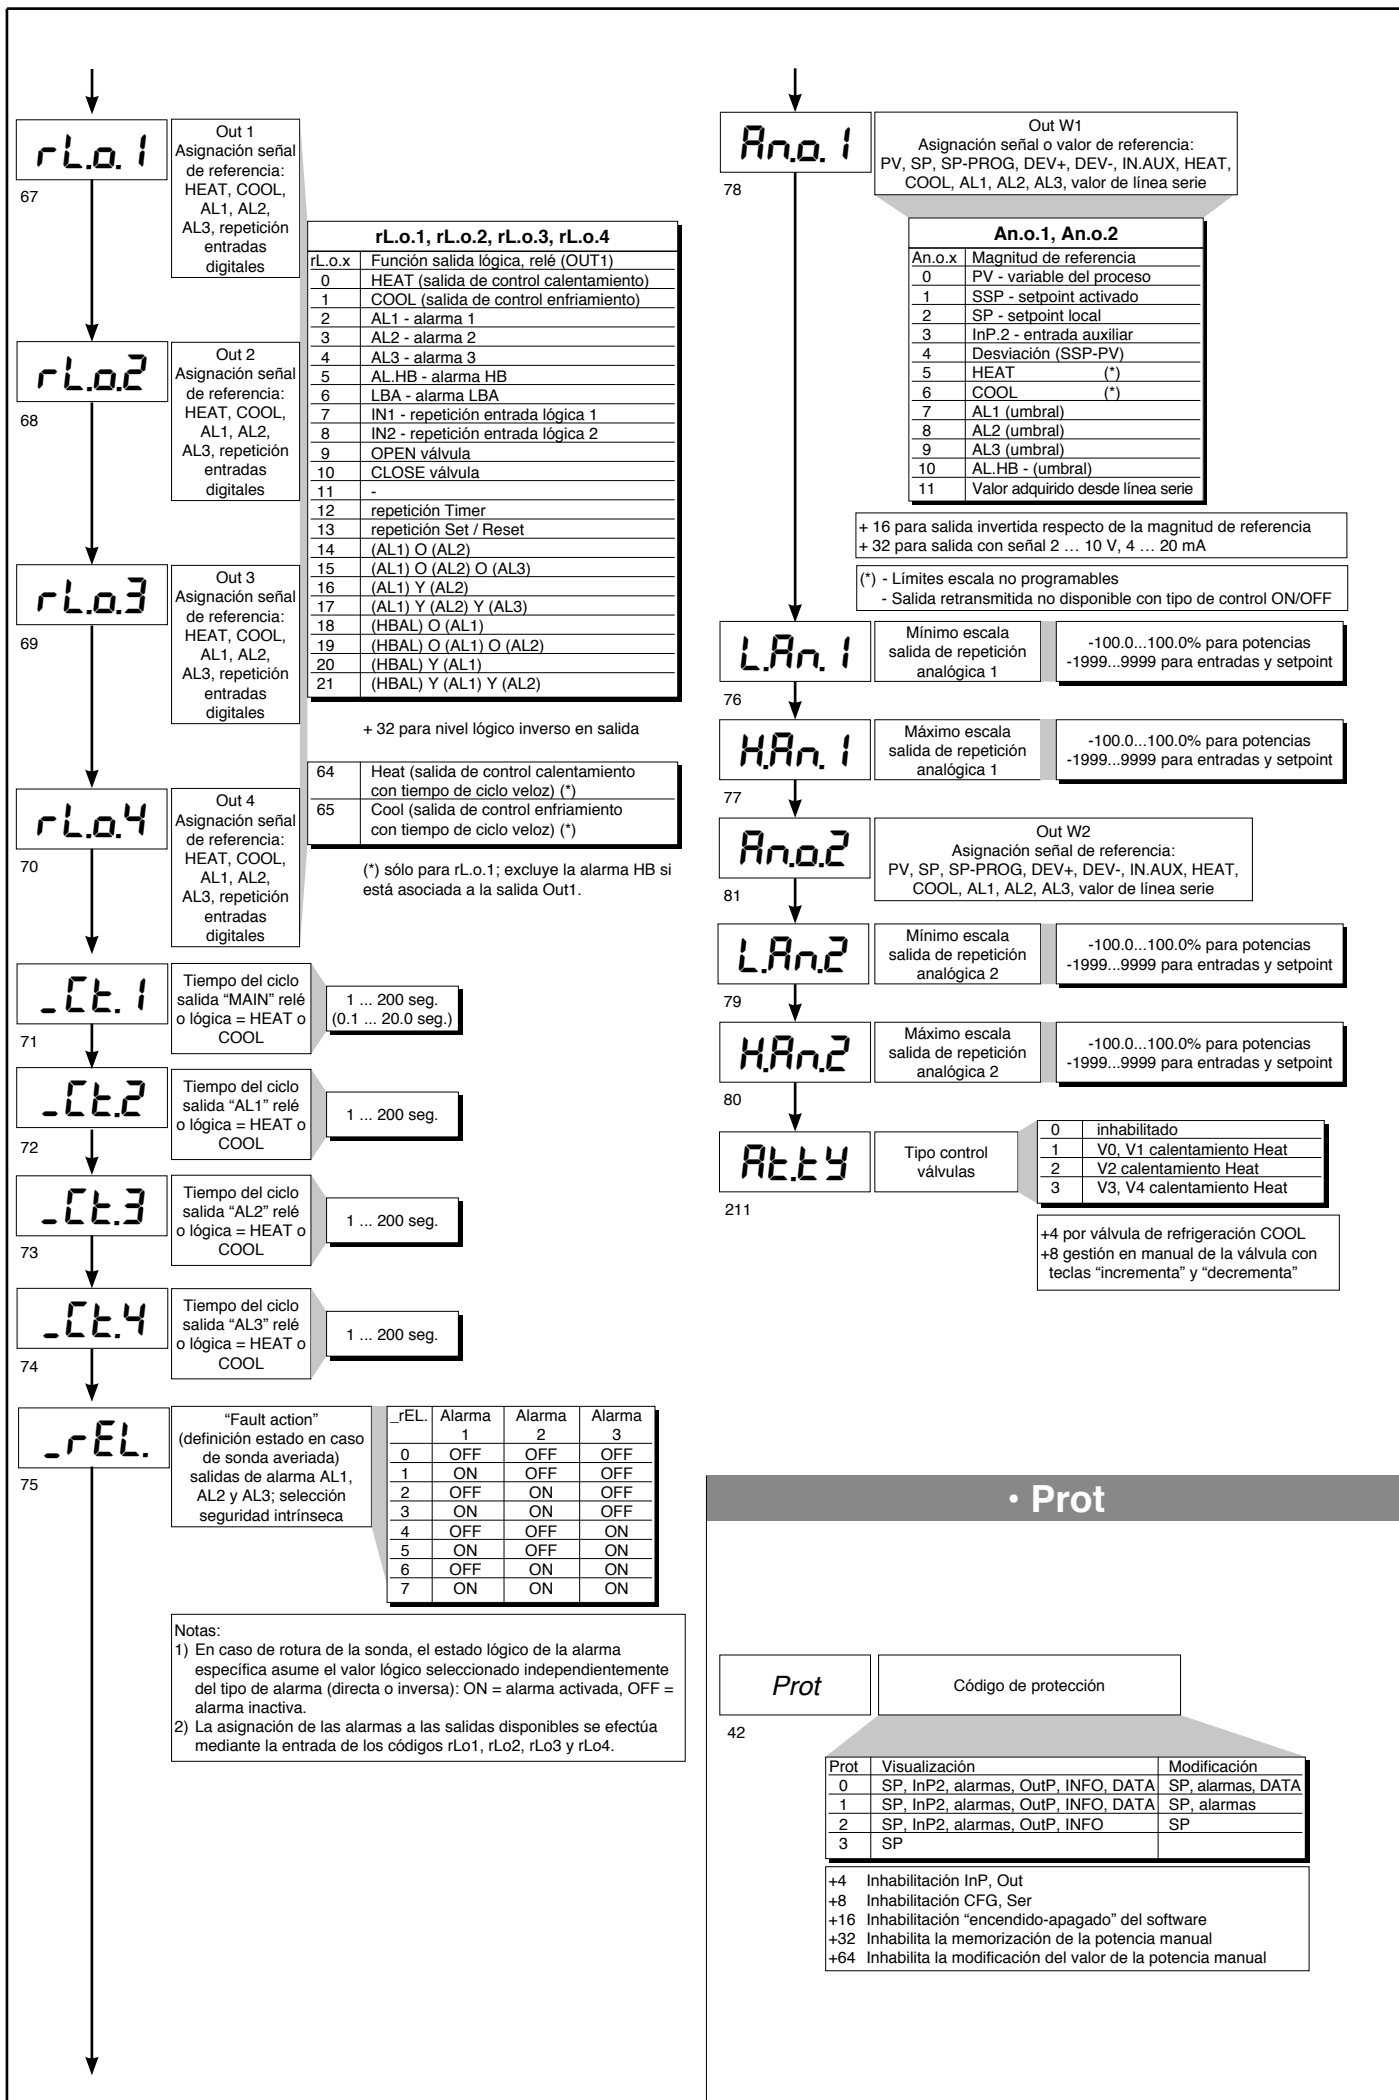 rL.o.1
67
Out 1
Asignación señal
de referencia:
HEAT, COOL,
AL1, AL2,
AL3, repetición
entradas
digitales
rL.o.2
68
Out 2
Asignación señal
de referencia:
HEAT, COOL,
AL1, AL2,
AL3, repetición
entradas
digitales
rL.o.3
69
Out 3
Asignación señal
de referencia:
HEAT, COOL,
AL1, AL2,
AL3, repetición
entradas
digitales
rL.o.4
70
Out 4
Asignación señal
de referencia:
HEAT, COOL,
AL1, AL2,
AL3, repetición
entradas
digitales
rL.o.1, rL.o.2, rL.o.3, rL.o.4
rL.o.x Función salida lógica, relé (OUT1)
0 HEAT (salida de control calentamiento)
1 COOL (salida de control enfriamiento)
2 AL1 - alarma 1
3 AL2 - alarma 2
4 AL3 - alarma 3
5 AL.HB - alarma HB
6 LBA - alarma LBA
7 IN1 - repetición entrada lógica 1
8 IN2 - repetición entrada lógica 2
9 OPEN válvula
10 CLOSE válvula
11 -
12 repetición Timer
13 repetición Set / Reset
14 (AL1) O (AL2)
15 (AL1) O (AL2) O (AL3)
16 (AL1) Y (AL2)
17 (AL1) Y (AL2) Y (AL3)
18 (HBAL) O (AL1)
19 (HBAL) O (AL1) O (AL2)
20 (HBAL) Y (AL1)
21 (HBAL) Y (AL1) Y (AL2)
+ 32 para nivel lógico inverso en salida
64 Heat (salida de control calentamiento
con tiempo de ciclo veloz) (*)
65 Cool (salida de control enfriamiento
con tiempo de ciclo veloz) (*)
(*) sólo para rL.o.1; excluye la alarma HB si
está asociada a la salida Out1.
_Ct.1
71
Tiempo del ciclo
salida “MAIN” relé
o lógica = HEAT o
COOL
1 ... 200 seg.
(0.1 ... 20.0 seg.)
_Ct.2
72
Tiempo del ciclo
salida “AL1” relé
o lógica = HEAT o
COOL
1 ... 200 seg.
_Ct.3
73
Tiempo del ciclo
salida “AL2” relé
o lógica = HEAT o
COOL
1 ... 200 seg.
_Ct.4
74
Tiempo del ciclo
salida “AL3” relé
o lógica = HEAT o
COOL
1 ... 200 seg.
_rEL.
75
“Fault action”
(definición estado en caso
de sonda averiada)
salidas de alarma AL1,
AL2 y AL3; selección
seguridad intrínseca
_rEL. Alarma Alarma Alarma
1 2 3
0 OFF OFF OFF
1 ON OFF OFF
2 OFF ON OFF
3 ON ON OFF
4 OFF OFF ON
5 ON OFF ON
6 OFF ON ON
7 ON ON ON
Notas:
1) En caso de rotura de la sonda, el estado lógico de la alarma
específica asume el valor lógico seleccionado independientemente
del tipo de alarma (directa o inversa): ON = alarma activada, OFF =
alarma inactiva.
2) La asignación de las alarmas a las salidas disponibles se efectúa
mediante la entrada de los códigos rLo1, rLo2, rLo3 y rLo4.
An.o.1
78
Out W1
Asignación señal o valor de referencia:
PV, SP, SP-PROG, DEV+, DEV-, IN.AUX, HEAT,
COOL, AL1, AL2, AL3, valor de línea serie
An.o.1, An.o.2
An.o.x Magnitud de referencia
0 PV - variable del proceso
1 SSP - setpoint activado
2 SP - setpoint local
3 InP.2 - entrada auxiliar
4 Desviación (SSP-PV)
5 HEAT (*)
6 COOL (*)
7 AL1 (umbral)
8 AL2 (umbral)
9 AL3 (umbral)
10 AL.HB - (umbral)
11 Valor adquirido desde línea serie
+ 16 para salida invertida respecto de la magnitud de referencia
+ 32 para salida con señal 2 … 10 V, 4 … 20 mA
(*) - Límites escala no programables
- Salida retransmitida no disponible con tipo de control ON/OFF
L.An.1
76
Mínimo escala
salida de repetición
analógica 1
-100.0...100.0% para potencias
-1999...9999 para entradas y setpoint
H.An.1
77
Máximo escala
salida de repetición
analógica 1
-100.0...100.0% para potencias
-1999...9999 para entradas y setpoint
An.o.2
81
Out W2
Asignación señal de referencia:
PV, SP, SP-PROG, DEV+, DEV-, IN.AUX, HEAT,
COOL, AL1, AL2, AL3, valor de línea serie
L.An.2
79
Mínimo escala
salida de repetición
analógica 2
-100.0...100.0% para potencias
-1999...9999 para entradas y setpoint
H.An.2
80
Máximo escala
salida de repetición
analógica 2
-100.0...100.0% para potencias
-1999...9999 para entradas y setpoint
At.tY
211
Tipo control
válvulas
0 inhabilitado
1 V0, V1 calentamiento Heat
2 V2 calentamiento Heat
3 V3, V4 calentamiento Heat
+4 por válvula de refrigeración COOL
+8 gestión en manual de la válvula con
teclas “incrementa” y “decrementa”
• Prot
Prot
42
Código de protección
Prot Visualización Modificación
0 SP, InP2, alarmas, OutP, INFO, DATA SP, alarmas, DATA
1 SP, InP2, alarmas, OutP, INFO, DATA SP, alarmas
2 SP, InP2, alarmas, OutP, INFO SP
3 SP
+4 Inhabilitación InP, Out
+8 Inhabilitación CFG, Ser
+16 Inhabilitación “encendido-apagado” del software
+32 Inhabilita la memorización de la potencia manual
+64 Inhabilita la modificación del valor de la potencia manual